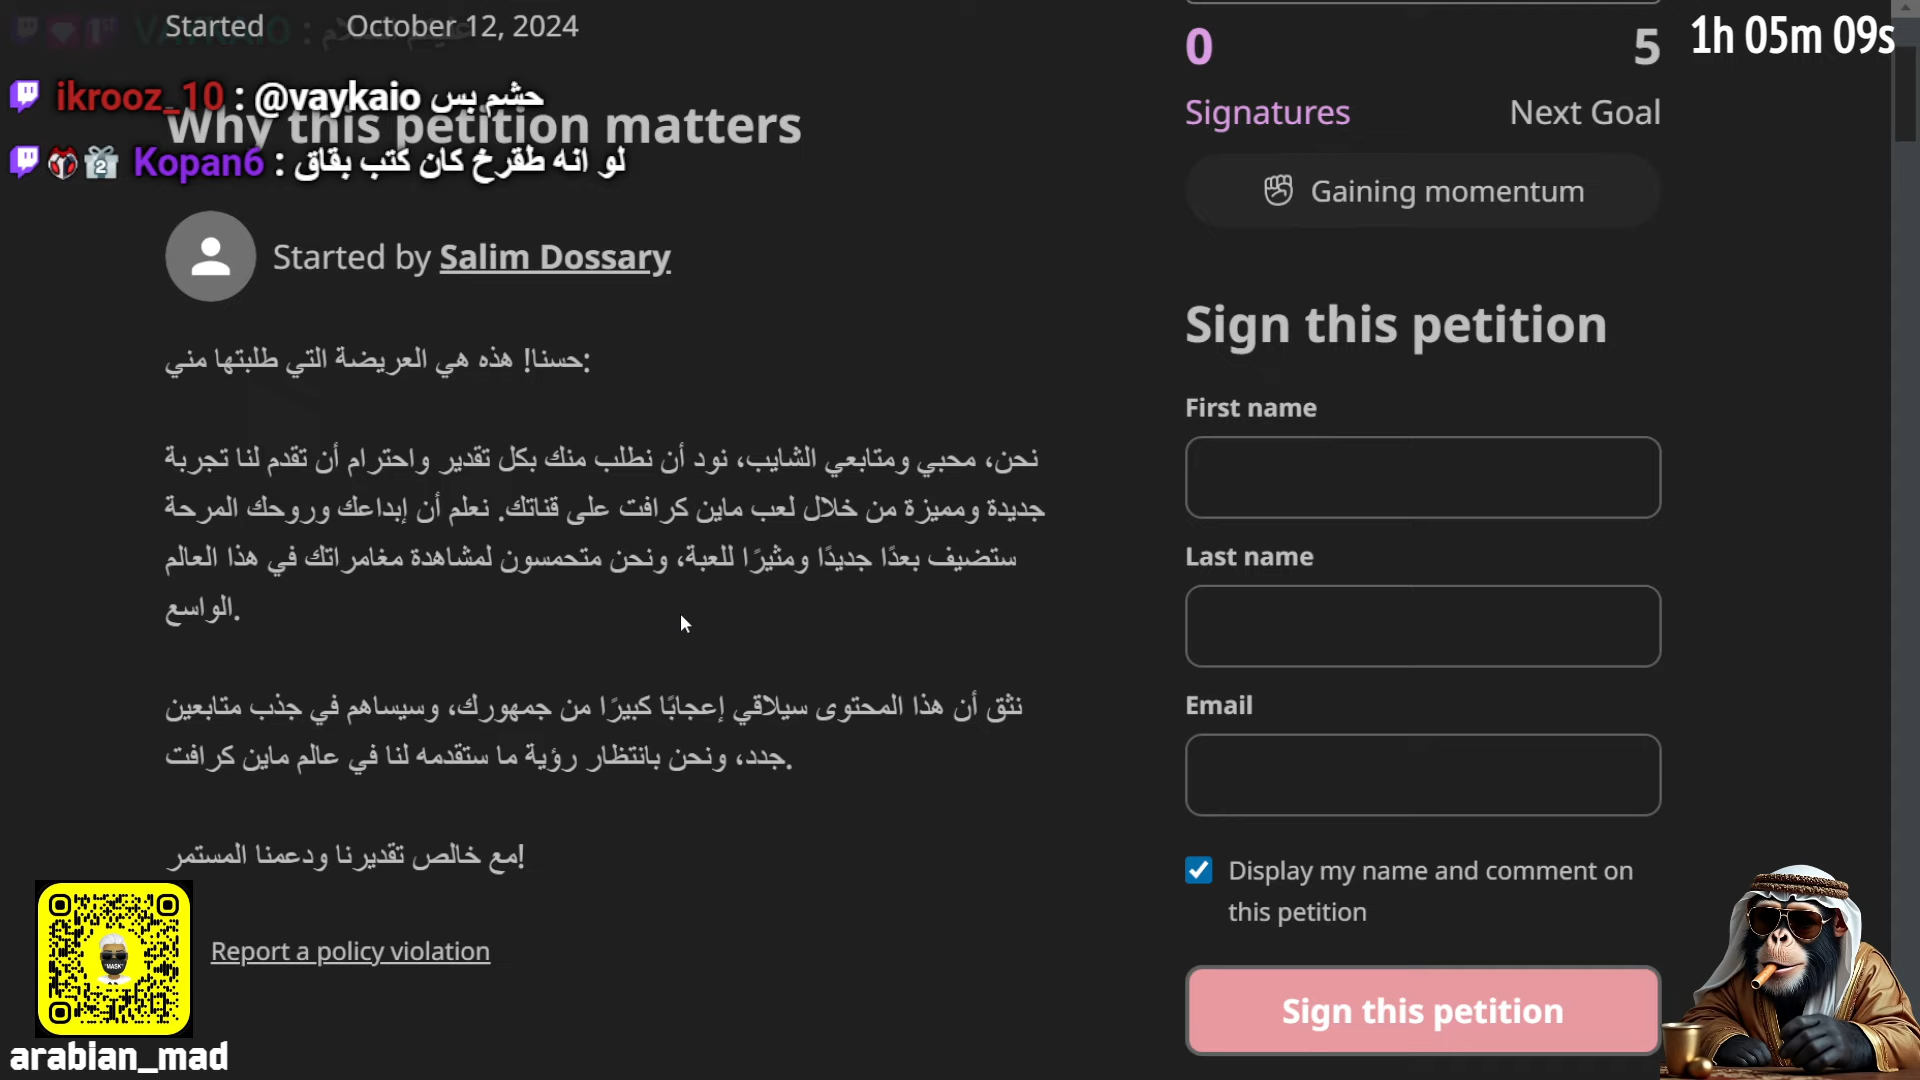 Started October 12, 2024
VAYKAIO :
ikrooz_10 : @vaykaio حشم بس
Why this petition matters
Kopan6 : لو انه طقرخ كان كتب بقاق
Started by Salim Dossary
حسنا! هذه هي العريضة التي طلبتها مني:
نحن، محبي ومتابعي الشايب، نود أن نطلب منك بكل تقدير واحترام أن تقدم لنا تجربة
جديدة ومميزة من خلال لعب ماين كرافت على قناتك. نعلم أن إبداعك وروحك المرحة
ستضيف بعدًا جديدًا ومثيرًا للعبة، ونحن متحمسون لمشاهدة مغامراتك في هذا العالم
الواسع.
نثق أن هذا المحتوى سيلاقي إعجابًا كبيرًا من جمهورك، وسيساهم في جذب متابعين
جدد، ونحن بانتظار رؤية ما ستقدمه لنا في عالم ماين كرافت.
مع خالص تقديرنا ودعمنا المستمر!
Report a policy violation
arabian_mad
1h 05m 09s
0 5
Signatures Next Goal
Gaining momentum
Sign this petition
First name
Last name
Email
Display my name and comment on
this petition
Sign this petition